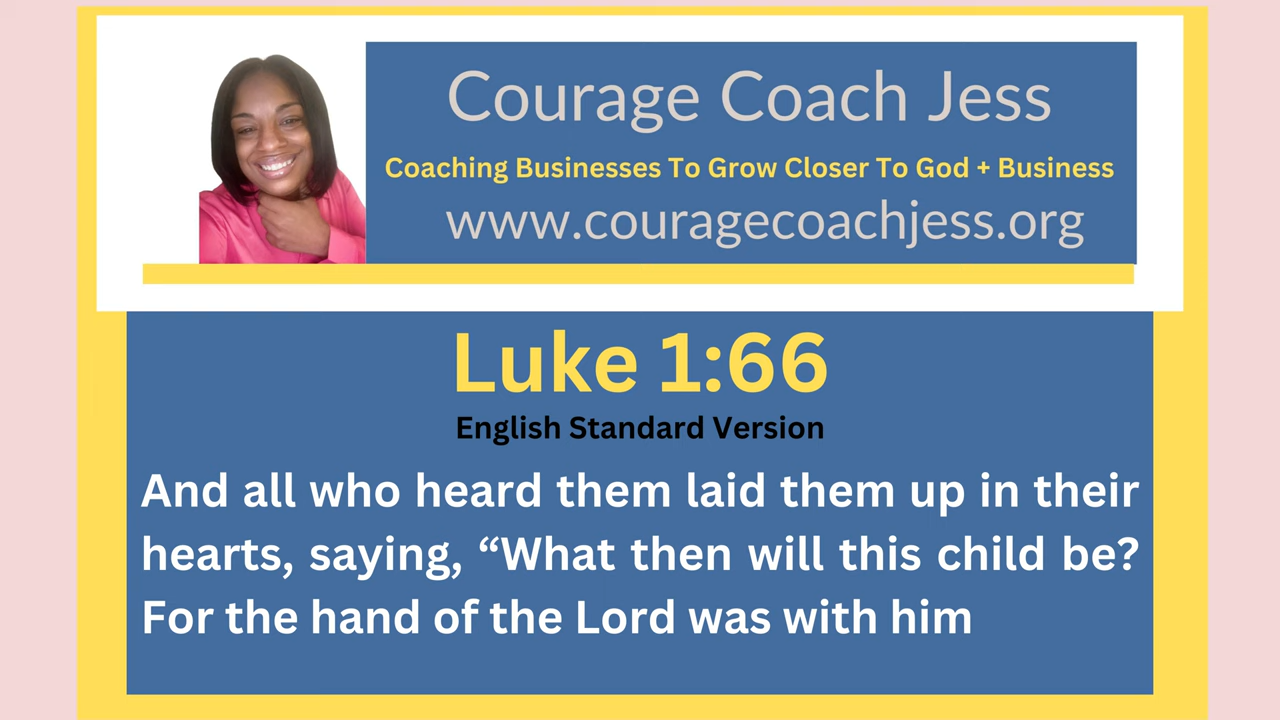 Courage Coach Jess
Coaching Businesses To Grow Closer To God + Business
www.couragecoachjess.org
Luke 1:66
English Standard Version
And all who heard them laid them up in their
hearts, saying, “What then will this child be?
For the hand of the Lord was with him